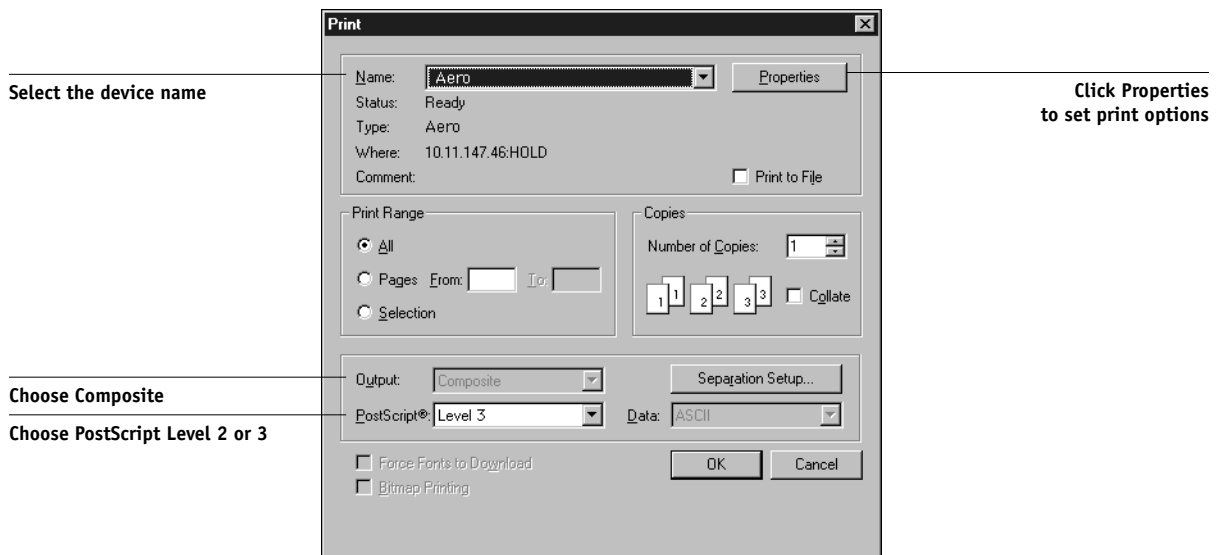 Print
Name: Aero Properties
Select the device name
Click Properties
to set print options
Status: Ready
Type: Aero
Where: 10.11.147.46:HOLD
Comment: Print to File
Print Range
All
Pages From: To:
Selection
Copies
Number of Copies: 1
1 1 2 2 3 3 Collate
Output: Composite Separation Setup...
Choose Composite
PostScript®: Level 3 Data: ASCII
Choose PostScript Level 2 or 3
Force Fonts to Download
OK Cancel
Bitmap Printing